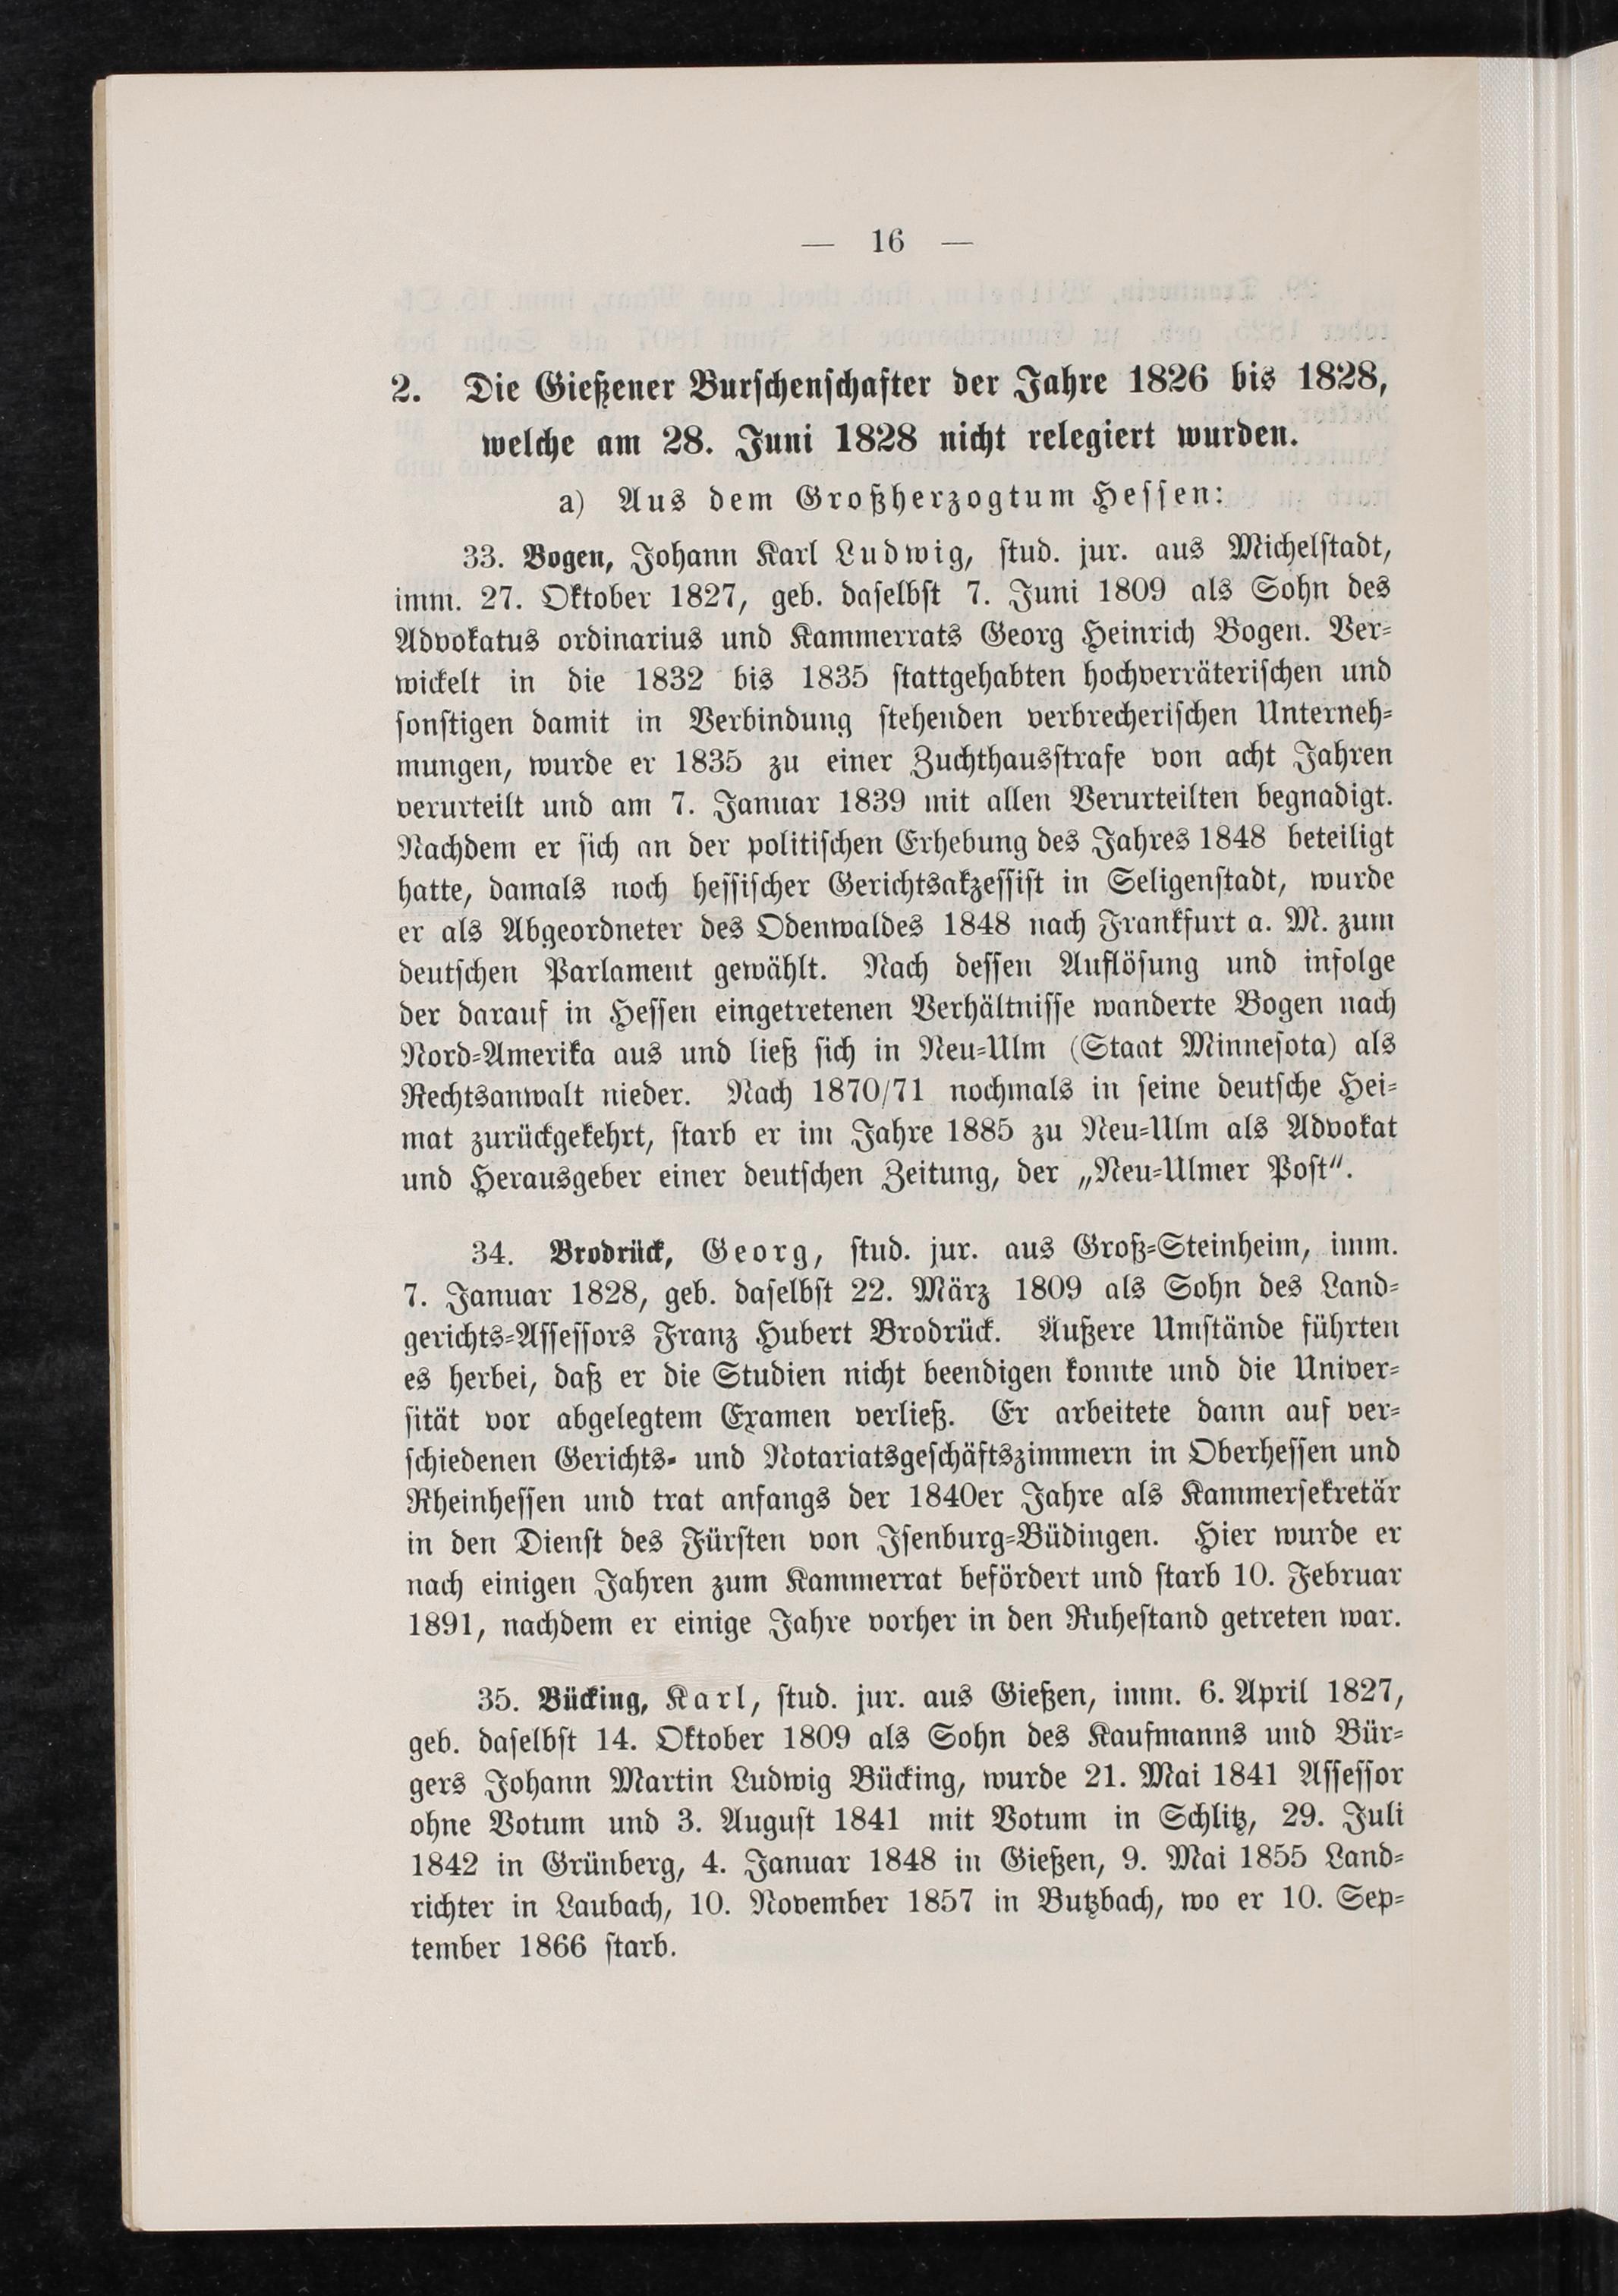 — 16 —
2. Die Gießener Burschenschafter der Jahre 1826 bis 1828,
welche am 28. Juni 1828 nicht relegiert wurden.
a) Aus dem Großherzogtum Hessen:
33. Bogen, Johann Karl Ludwig, stud. jur. aus Michelstadt,
imm. 27. Oktober 1827, geb. daselbst 7. Juni 1809 als Sohn des
Advokatus ordinarius und Kammerrats Georg Heinrich Bogen. Ver-
wickelt in die 1832 bis 1835 stattgehabten hochverräterischen und
sonstigen damit in Verbindung stehenden verbrecherischen Unterneh-
mungen, wurde er 1835 zu einer Zuchthausstrafe von acht Jahren
verurteilt und am 7. Januar 1839 mit allen Verurteilten begnadigt.
Nachdem er sich an der politischen Erhebung des Jahres 1848 beteiligt
hatte, damals noch hessischer Gerichtsakzessist in Seligenstadt, wurde
er als Abgeordneter des Odenwaldes 1848 nach Frankfurt a. M. zum
deutschen Parlament gewählt. Nach dessen Auflösung und infolge
der darauf in Hessen eingetretenen Verhältnisse wanderte Bogen nach
Nord-Amerika aus und ließ sich in Neu-Ulm (Staat Minnesota) als
Rechtsanwalt nieder. Nach 1870/71 nochmals in seine deutsche Hei-
mat zurückgekehrt, starb er im Jahre 1885 zu Neu-Ulm als Advokat
und Herausgeber einer deutschen Zeitung, der „Neu-Ulmer Post“.
34. Brodrück, Georg, stud. jur. aus Groß-Steinheim, imm.
7. Januar 1828, geb. daselbst 22. März 1809 als Sohn des Land-
gerichts-Assessors Franz Hubert Brodrück. Äußere Umstände führten
es herbei, daß er die Studien nicht beendigen konnte und die Univer-
sität vor abgelegtem Examen verließ. Er arbeitete dann auf ver-
schiedenen Gerichts- und Notariatsgeschäftszimmern in Oberhessen und
Rheinhessen und trat anfangs der 1840er Jahre als Kammersekretär
in den Dienst des Fürsten von Isenburg-Büdingen. Hier wurde er
nach einigen Jahren zum Kammerrat befördert und starb 10. Februar
1891, nachdem er einige Jahre vorher in den Ruhestand getreten war.
35. Bücking, Karl, stud. jur. aus Gießen, imm. 6. April 1827,
geb. daselbst 14. Oktober 1809 als Sohn des Kaufmanns und Bür-
gers Johann Martin Ludwig Bücking, wurde 21. Mai 1841 Assessor
ohne Votum und 3. August 1841 mit Votum in Schlitz, 29. Juli
1842 in Grünberg, 4. Januar 1848 in Gießen, 9. Mai 1855 Land-
richter in Laubach, 10. November 1857 in Butzbach, wo er 10. Sep-
tember 1866 starb.